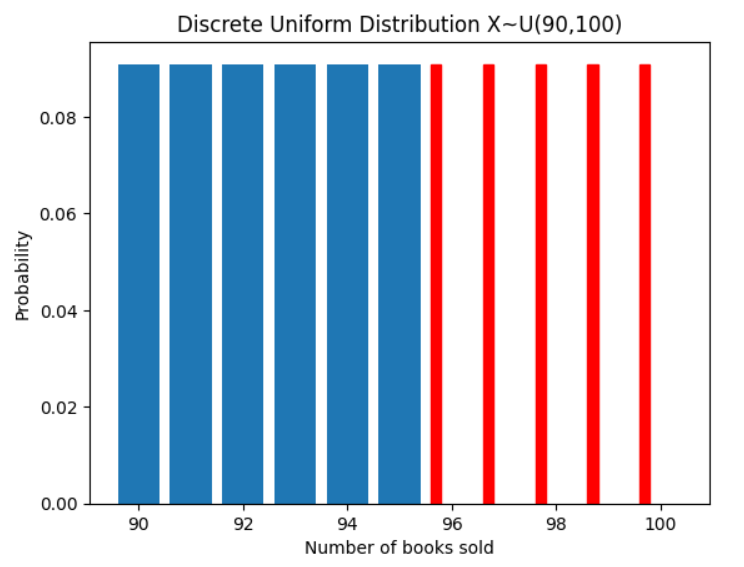 Discrete Uniform Distribution X~U(90,100)
0.08
0.06
0.04
0.02
0.00
Probability
90 92 94 96 98 100
Number of books sold